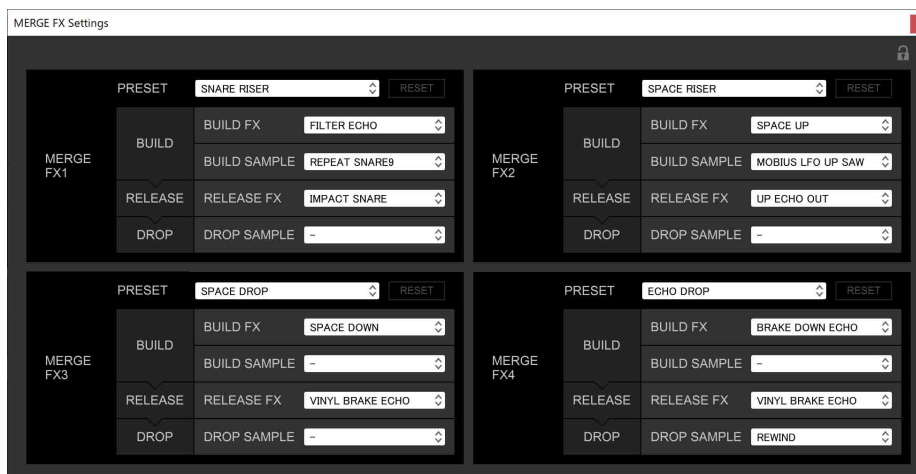 MERGE FX Settings
PRESET SNARE RISER RESET
MERGE FX1
BUILD
BUILD FX FILTER ECHO
BUILD SAMPLE REPEAT SNARE9
RELEASE RELEASE FX IMPACT SNARE
DROP DROP SAMPLE –
PRESET SPACE RISER RESET
MERGE FX2
BUILD
BUILD FX SPACE UP
BUILD SAMPLE MOBIUS LFO UP SAW
RELEASE RELEASE FX UP ECHO OUT
DROP DROP SAMPLE –
PRESET SPACE DROP RESET
MERGE FX3
BUILD
BUILD FX SPACE DOWN
BUILD SAMPLE –
RELEASE RELEASE FX VINYL BRAKE ECHO
DROP DROP SAMPLE –
PRESET ECHO DROP RESET
MERGE FX4
BUILD
BUILD FX BRAKE DOWN ECHO
BUILD SAMPLE –
RELEASE RELEASE FX VINYL BRAKE ECHO
DROP DROP SAMPLE REWIND